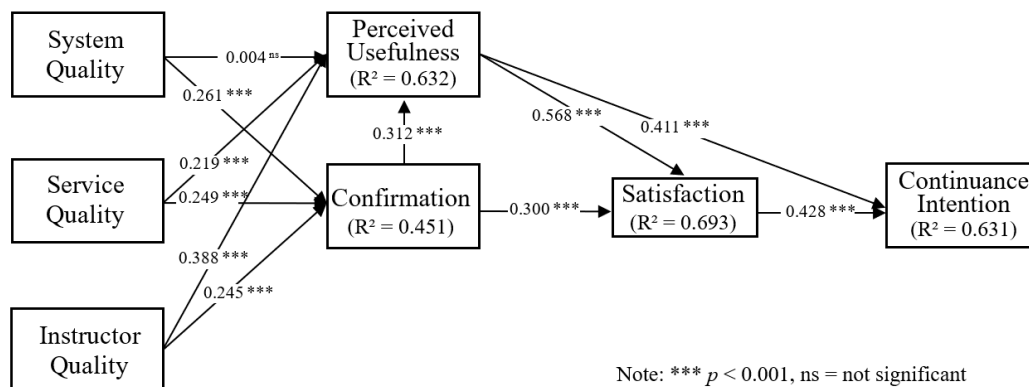 System
Quality
Perceived
Usefulness
(R² = 0.632)
0.004 ns
0.261 ***
0.568 ***
0.411 ***
0.312 ***
0.219 ***
Service
Quality
0.249 ***
Confirmation
(R² = 0.451)
0.300 ***
Satisfaction
(R² = 0.693)
0.428 ***
Continuance
Intention
(R² = 0.631)
0.388 ***
0.245 ***
Instructor
Quality
Note: *** p < 0.001, ns = not significant